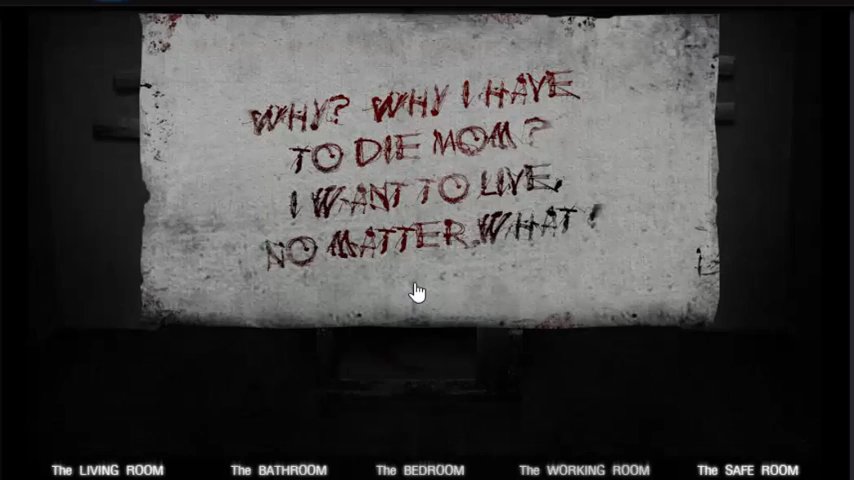 WHY? WHY I HAVE
TO DIE MOM?
I WANT TO LIVE,
NO MATTER WHAT!
The LIVING ROOM
The BATHROOM
The BEDROOM
The WORKING ROOM
The SAFE ROOM